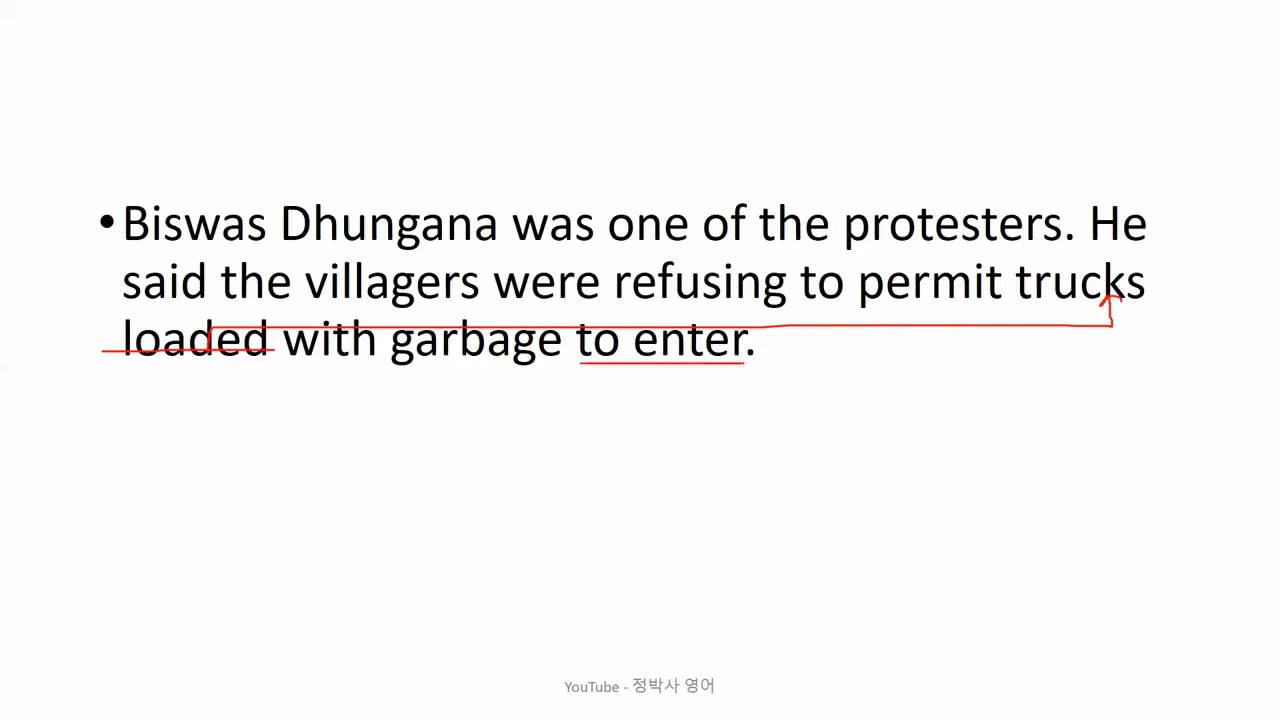 •Biswas Dhungana was one of the protesters. He
said the villagers were refusing to permit trucks
loaded with garbage to enter.
YouTube - 정박사 영어